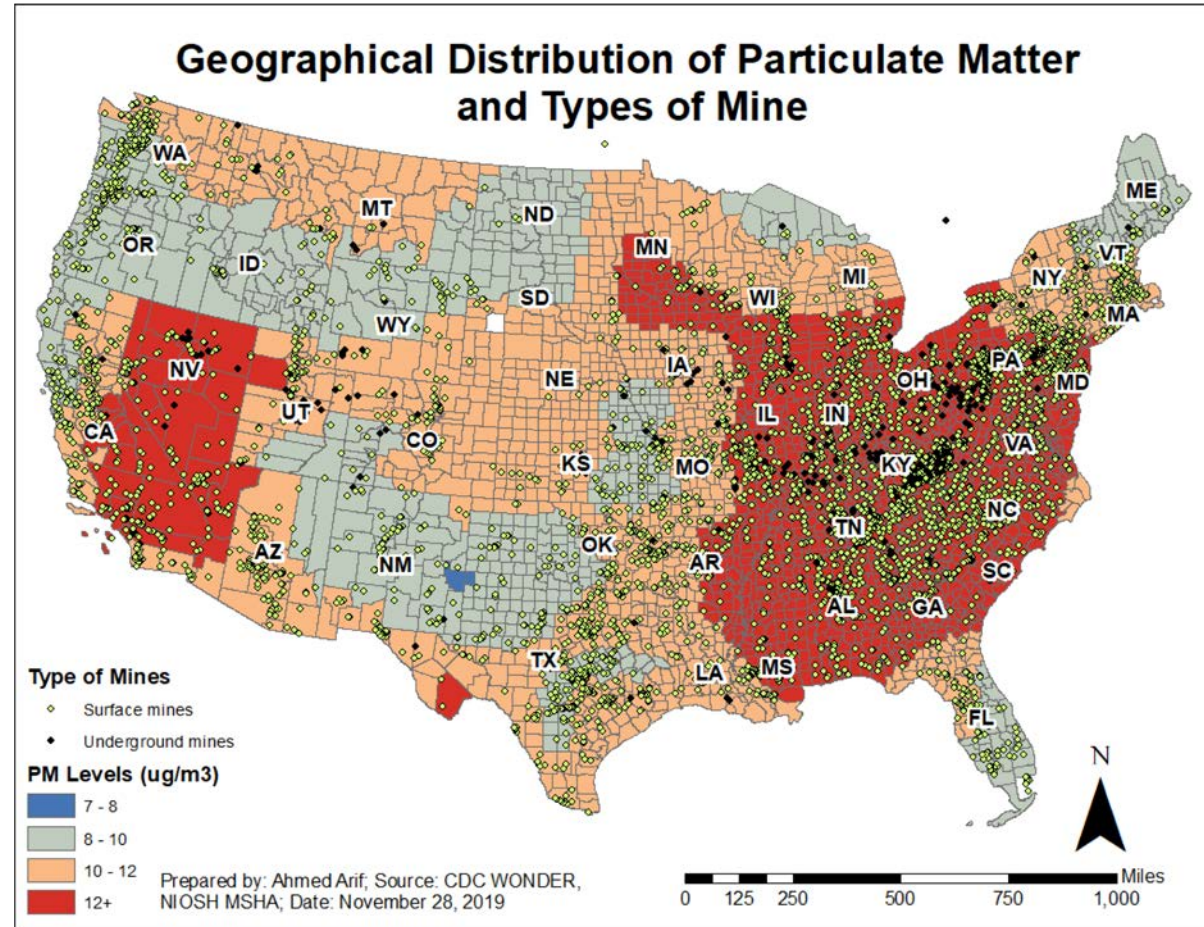 Geographical Distribution of Particulate Matter
and Types of Mine
WA
MT
ND
MN
ME
OR
ID
SD
WI
MI
NY
VT
MA
WY
NV
NE
IA
PA
OH
MD
UT
CA
CO
IL
IN
VA
KS
MO
KY
NC
AZ
NM
OK
AR
TN
SC
AL
GA
TX
LA
MS
FL
Type of Mines
Surface mines
Underground mines
PM Levels (ug/m3)
7 - 8
8 - 10
10 - 12
12+
Prepared by: Ahmed Arif; Source: CDC WONDER,
NIOSH MSHA; Date: November 28, 2019
N
Miles
0 125 250 500 750 1,000